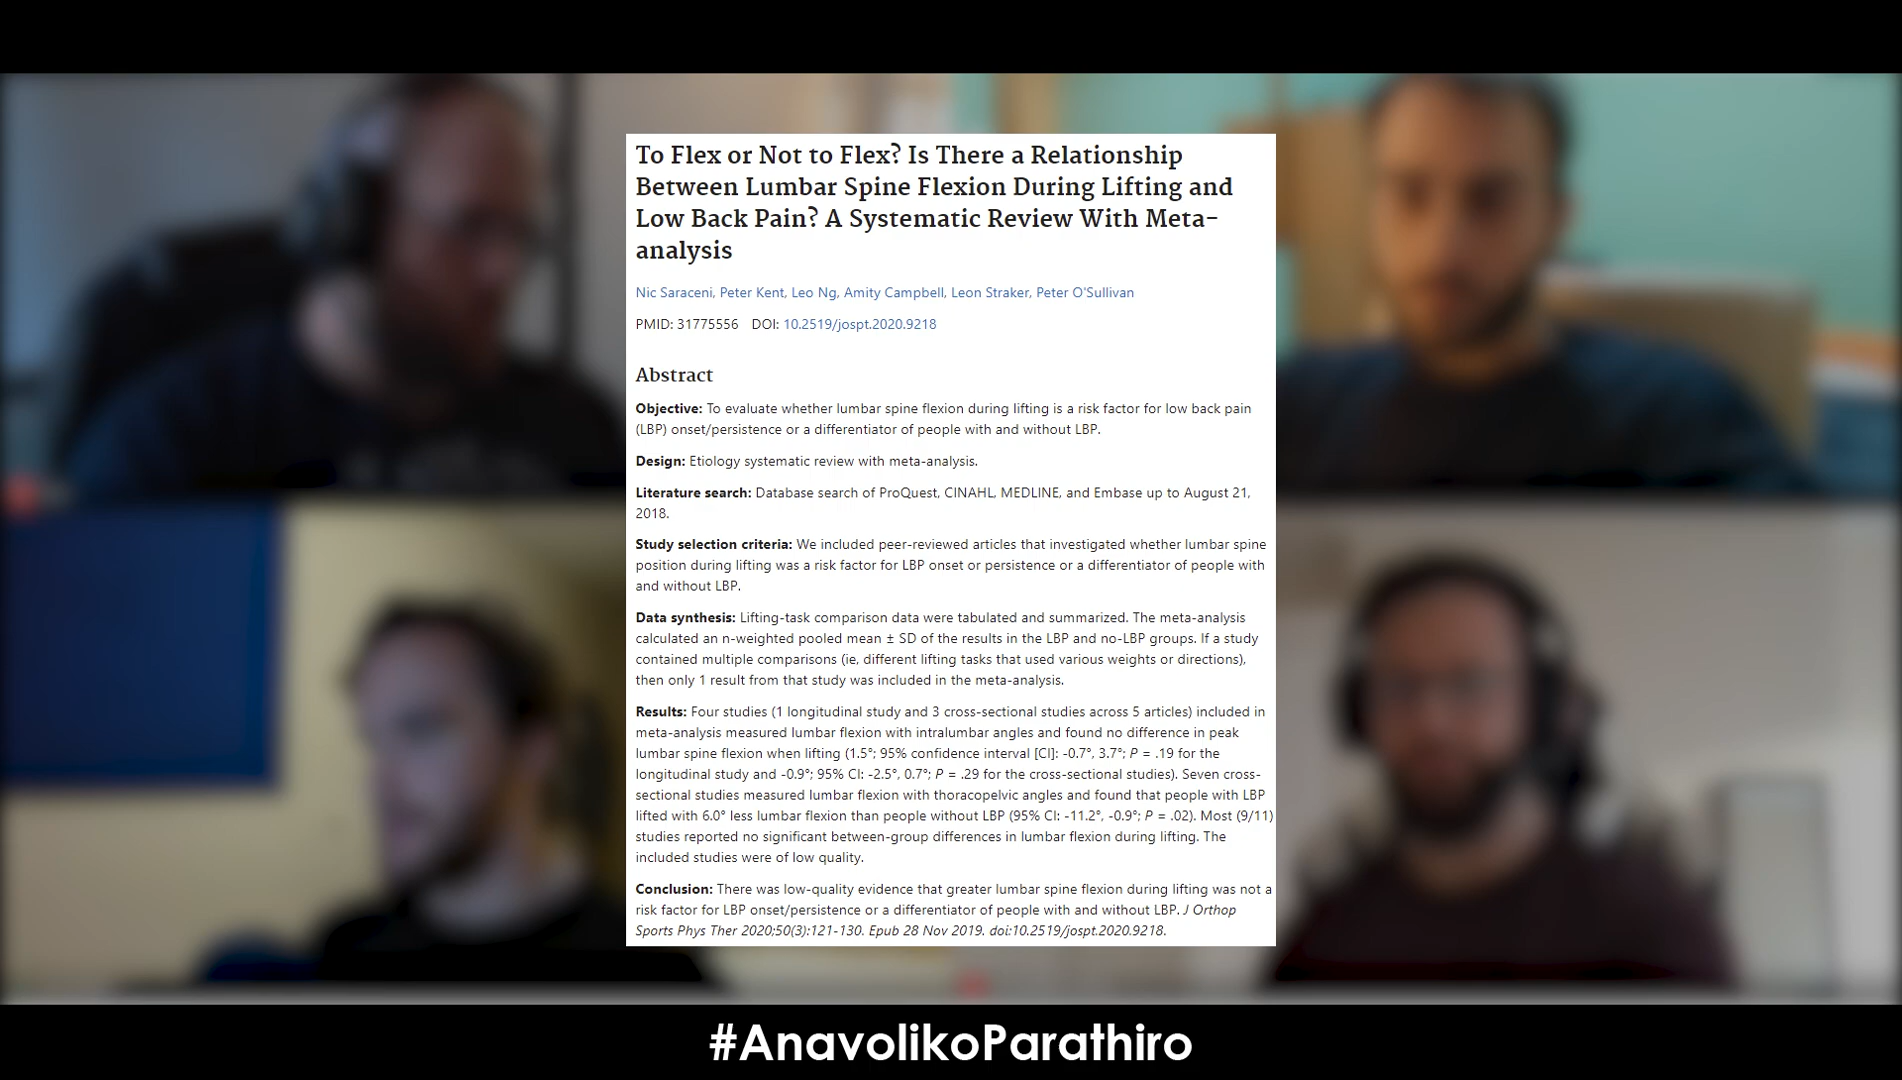 To Flex or Not to Flex? Is There a Relationship
Between Lumbar Spine Flexion During Lifting and
Low Back Pain? A Systematic Review With Meta-
analysis
Nic Saraceni, Peter Kent, Leo Ng, Amity Campbell, Leon Straker, Peter O'Sullivan
PMID: 31775556 DOI: 10.2519/jospt.2020.9218
Abstract
Objective: To evaluate whether lumbar spine flexion during lifting is a risk factor for low back pain
(LBP) onset/persistence or a differentiator of people with and without LBP.
Design: Etiology systematic review with meta-analysis.
Literature search: Database search of ProQuest, CINAHL, MEDLINE, and Embase up to August 21,
2018.
Study selection criteria: We included peer-reviewed articles that investigated whether lumbar spine
position during lifting was a risk factor for LBP onset or persistence or a differentiator of people with
and without LBP.
Data synthesis: Lifting-task comparison data were tabulated and summarized. The meta-analysis
calculated an n-weighted pooled mean ± SD of the results in the LBP and no-LBP groups. If a study
contained multiple comparisons (ie, different lifting tasks that used various weights or directions),
then only 1 result from that study was included in the meta-analysis.
Results: Four studies (1 longitudinal study and 3 cross-sectional studies across 5 articles) included in
meta-analysis measured lumbar flexion with intralumbar angles and found no difference in peak
lumbar spine flexion when lifting (1.5°; 95% confidence interval [CI]: -0.7°, 3.7°; P = .19 for the
longitudinal study and -0.9°; 95% CI: -2.5°, 0.7°; P = .29 for the cross-sectional studies). Seven cross-
sectional studies measured lumbar flexion with thoracopelvic angles and found that people with LBP
lifted with 6.0° less lumbar flexion than people without LBP (95% CI: -11.2°, -0.9°; P = .02). Most (9/11)
studies reported no significant between-group differences in lumbar flexion during lifting. The
included studies were of low quality.
Conclusion: There was low-quality evidence that greater lumbar spine flexion during lifting was not a
risk factor for LBP onset/persistence or a differentiator of people with and without LBP. J Orthop
Sports Phys Ther 2020;50(3):121-130. Epub 28 Nov 2019. doi:10.2519/jospt.2020.9218.
#AnavolikoParathiro